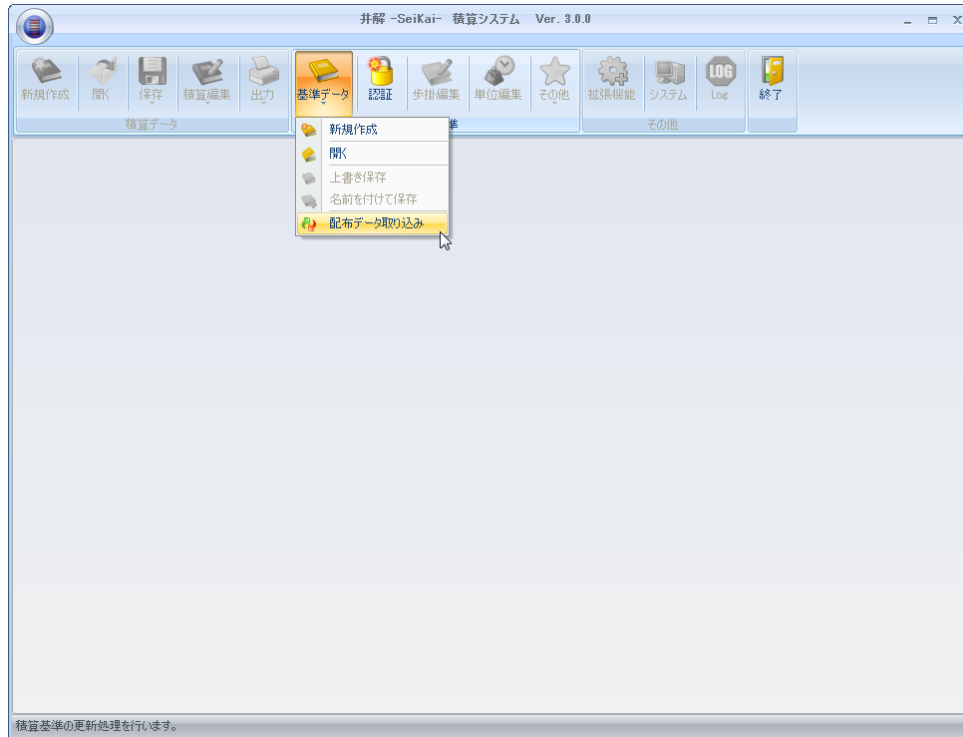 井解 -SeiKai- 積算システム Ver. 3.0.0
新規作成 開く 保存 積算編集 出力 基準データ 認証 歩掛編集 単位編集 その他 拡張機能 システム LOG Log 終了
積算データ 準 その他
新規作成
開く
上書き保存
名前を付けて保存
配布データ取り込み
積算基準の更新処理を行います。